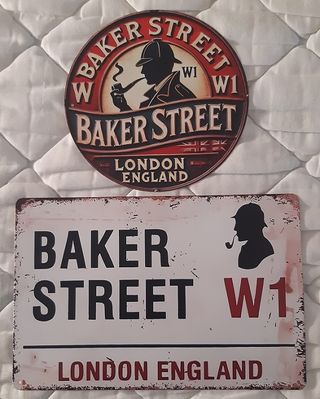 BAKER STREET
W W1 W1
BAKER STREET
LONDON
ENGLAND
BAKER
STREET W1
LONDON ENGLAND